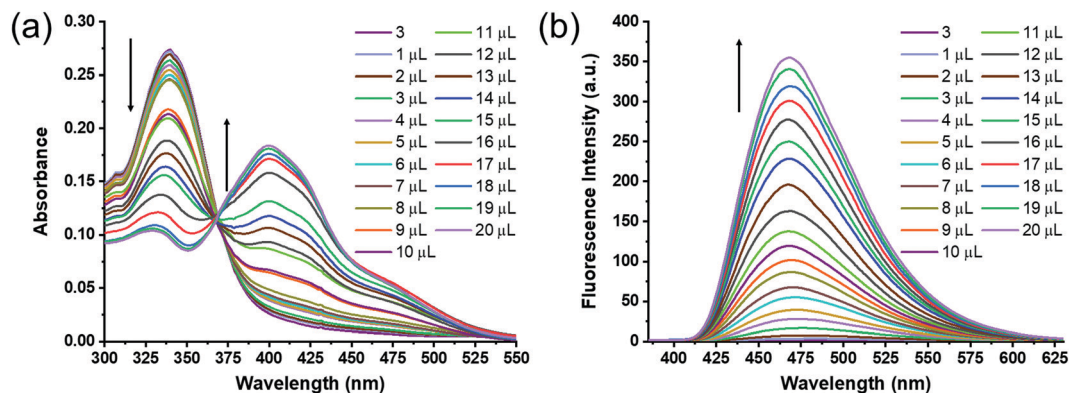 (a)
0.30
0.25
0.20
0.15
0.10
0.05
0.00
Absorbance
300 325 350 375 400 425 450 475 500 525 550
Wavelength (nm)
3 11 µL
1 µL 12 µL
2 µL 13 µL
3 µL 14 µL
4 µL 15 µL
5 µL 16 µL
6 µL 17 µL
7 µL 18 µL
8 µL 19 µL
9 µL 20 µL
10 µL
(b)
400
350
300
250
200
150
100
50
0
Fluorescence Intensity (a.u.)
400 425 450 475 500 525 550 575 600 625
Wavelength (nm)
3 11 µL
1 µL 12 µL
2 µL 13 µL
3 µL 14 µL
4 µL 15 µL
5 µL 16 µL
6 µL 17 µL
7 µL 18 µL
8 µL 19 µL
9 µL 20 µL
10 µL